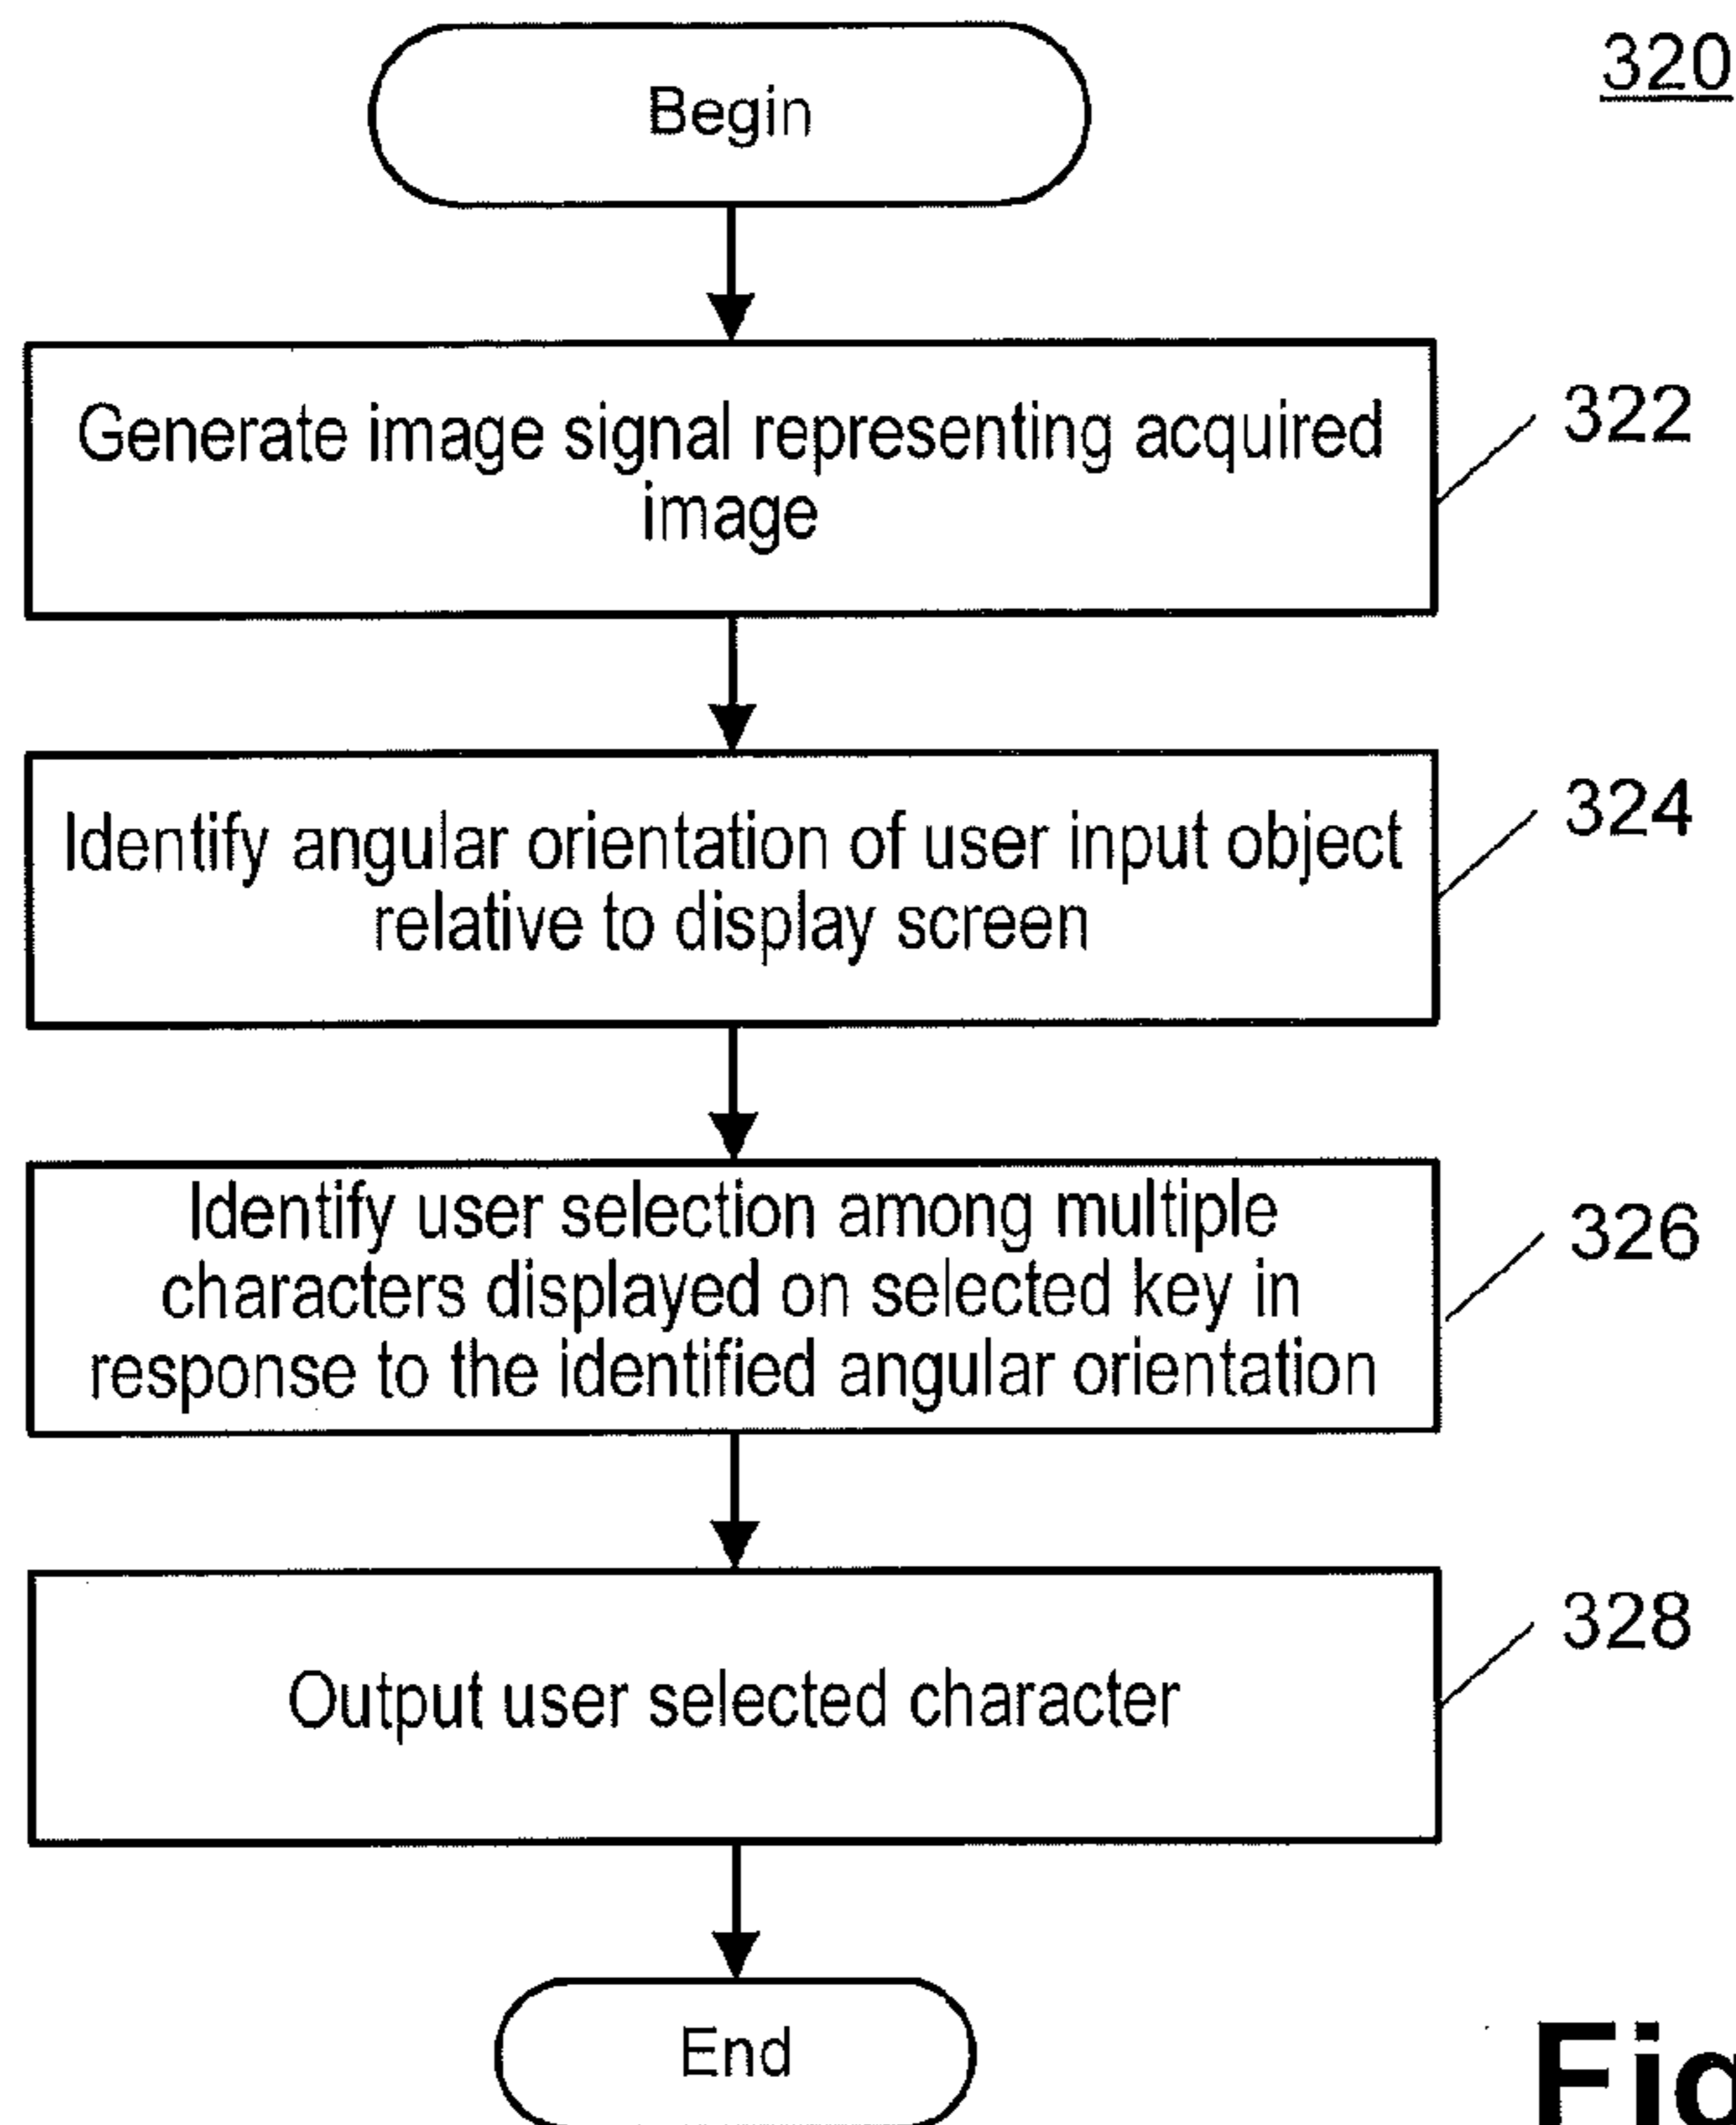 320
Begin
Generate image signal representing acquired
image
322
Identify angular orientation of user input object
relative to display screen
324
Identify user selection among multiple
characters displayed on selected key in
response to the identified angular orientation
326
Output user selected character
328
End